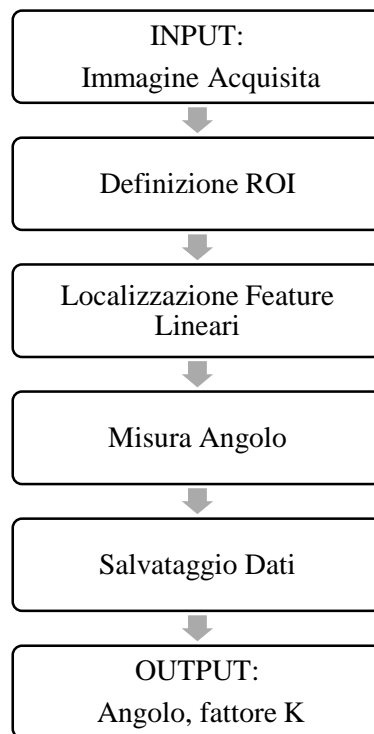 INPUT:
Immagine Acquisita
Definizione ROI
Localizzazione Feature
Lineari
Misura Angolo
Salvataggio Dati
OUTPUT:
Angolo, fattore K